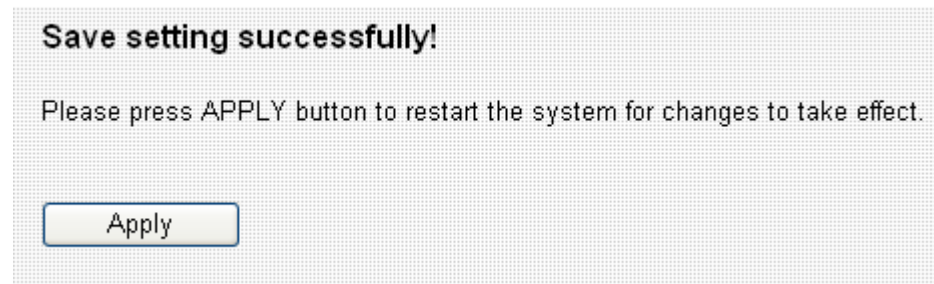 Save setting successfully!
Please press APPLY button to restart the system for changes to take effect.
Apply